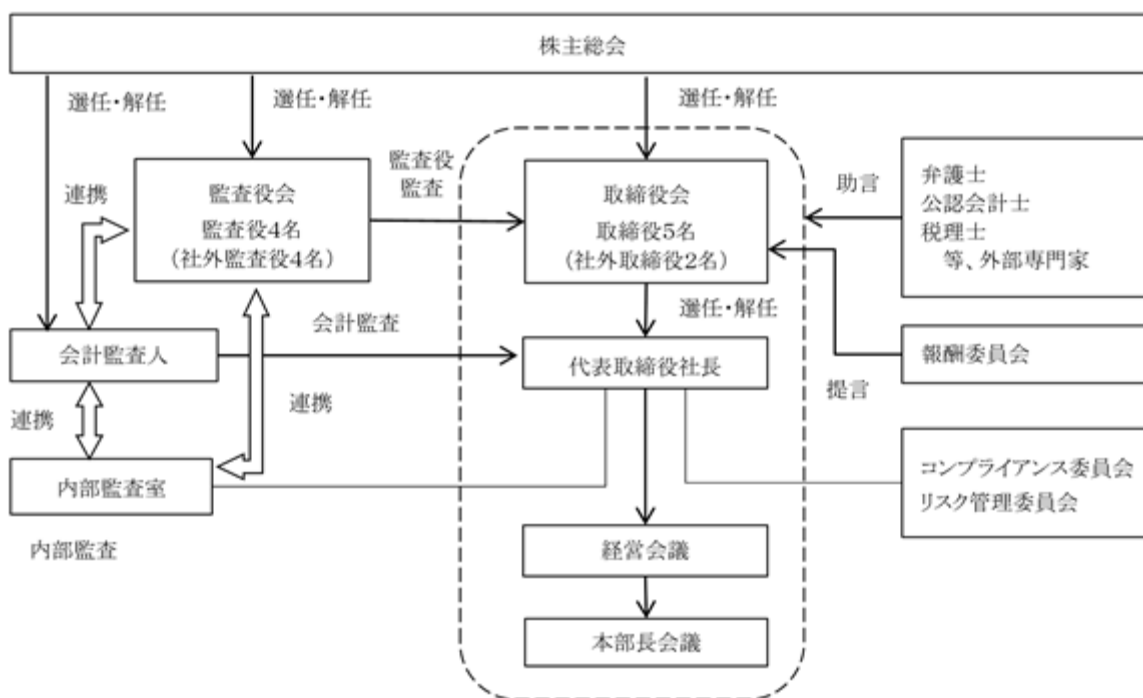 株主総会
選任・解任
選任・解任
選任・解任
監査役
監査
連携
監査役会
監査役4名
（社外監査役4名）
取締役会
取締役5名
（社外取締役2名）
助言
弁護士
公認会計士
税理士
等、外部専門家
選任・解任
会計監査
会計監査人
代表取締役社長
報酬委員会
提言
連携
連携
内部監査室
コンプライアンス委員会
リスク管理委員会
内部監査
経営会議
本部長会議